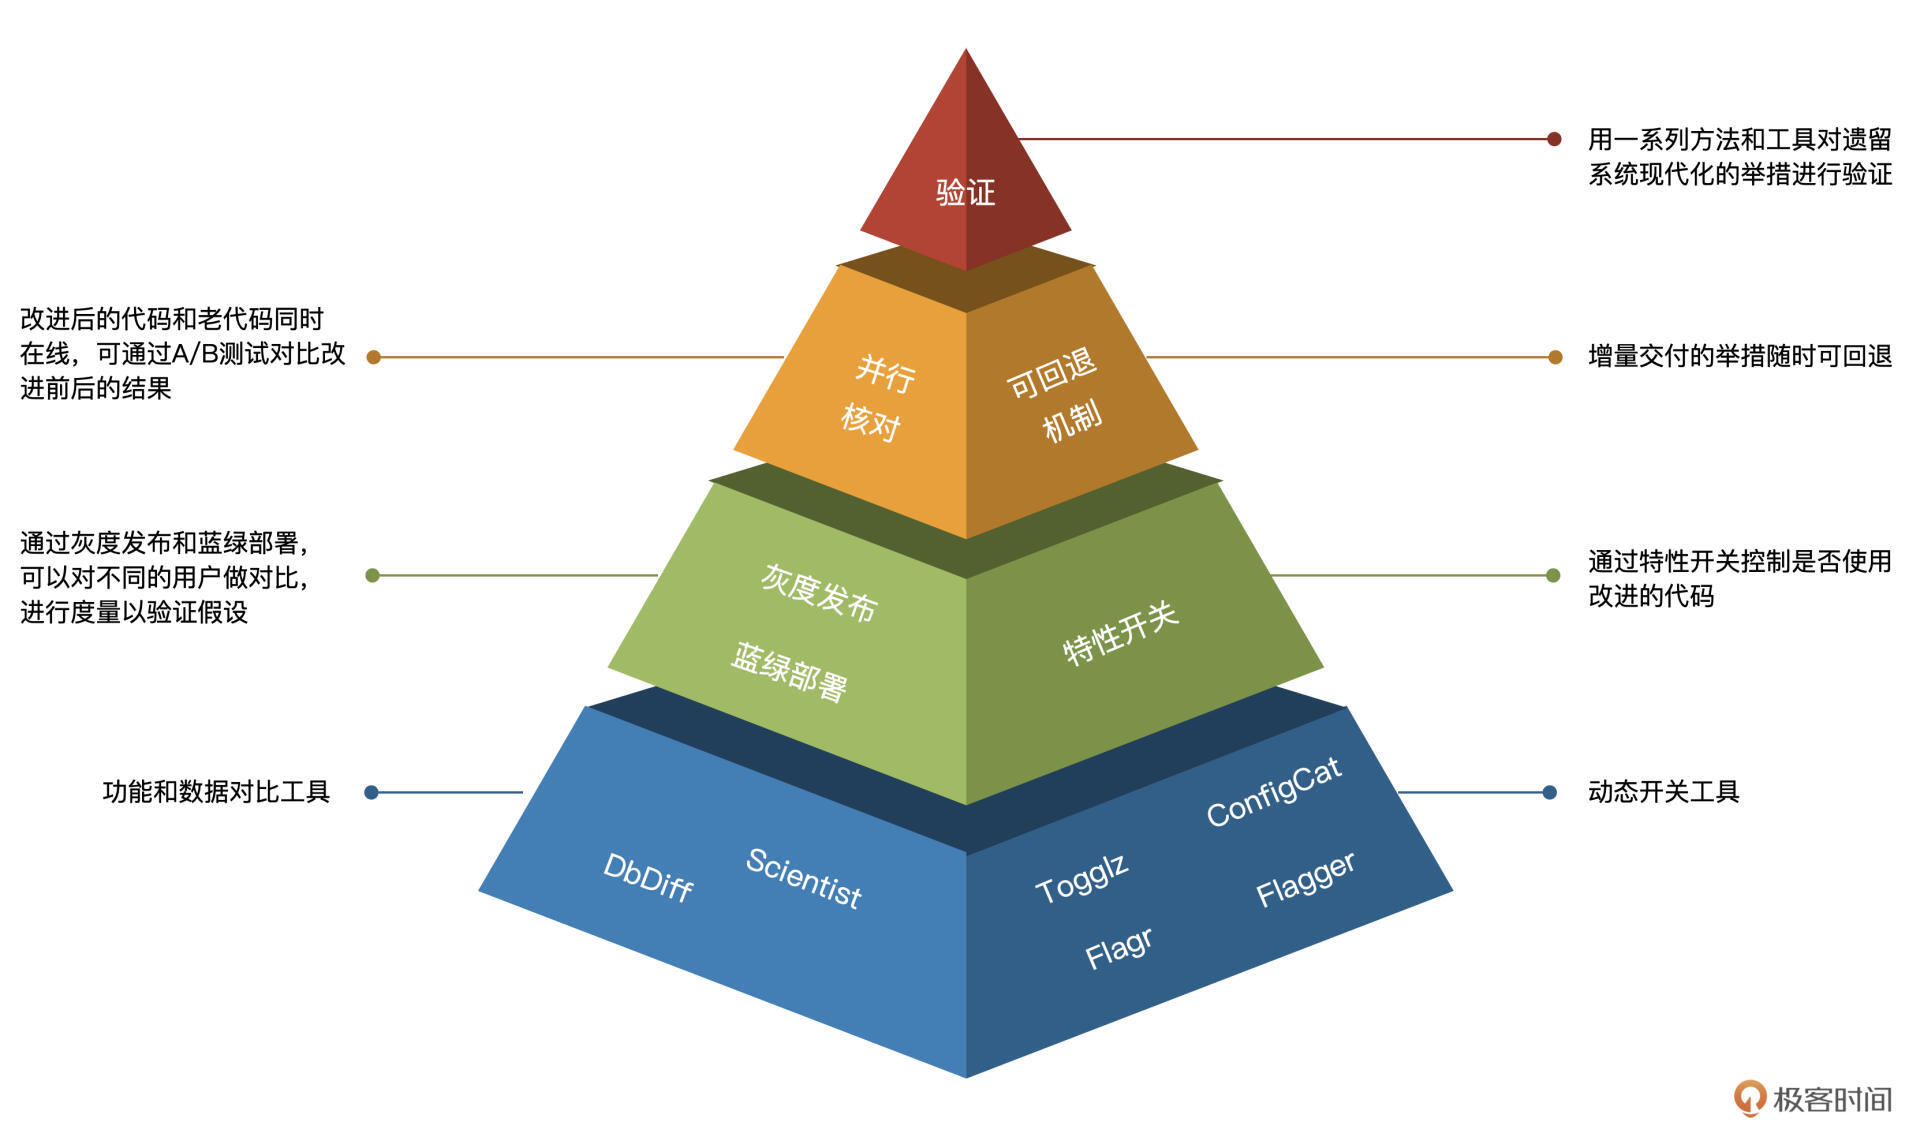 用一系列方法和工具对遗留
系统现代化的举措进行验证
验证
改进后的代码和老代码同时
在线，可通过A/B测试对比改
进前后的结果
并行
核对
可回退
机制
增量交付的举措随时可回退
通过灰度发布和蓝绿部署，
可以对不同的用户做对比，
进行度量以验证假设
灰度发布
蓝绿部署
特性开关
通过特性开关控制是否使用
改进的代码
功能和数据对比工具
DbDiff
Scientist
ConfigCat
Togglz
Flagger
Flagr
动态开关工具
极客时间